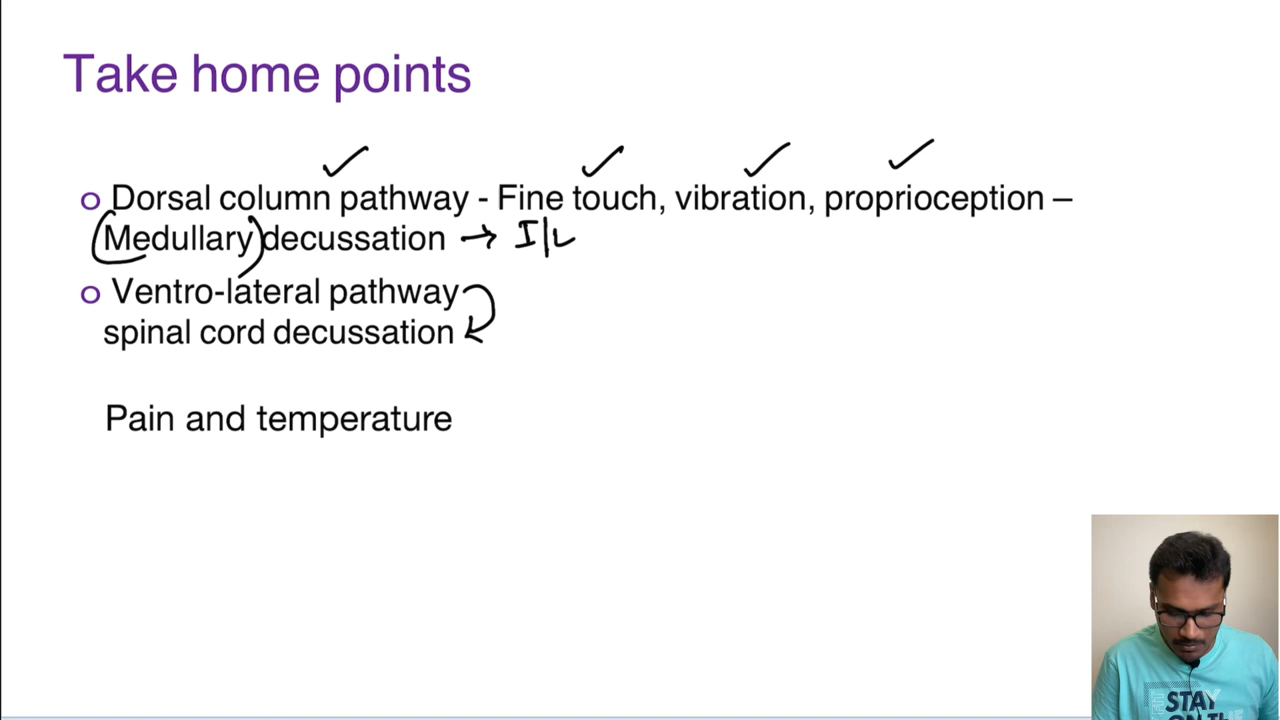 Take home points
o Dorsal column pathway - Fine touch, vibration, proprioception –
(Medullary) decussation → I/L
o Ventro-lateral pathway
spinal cord decussation
Pain and temperature
STAY